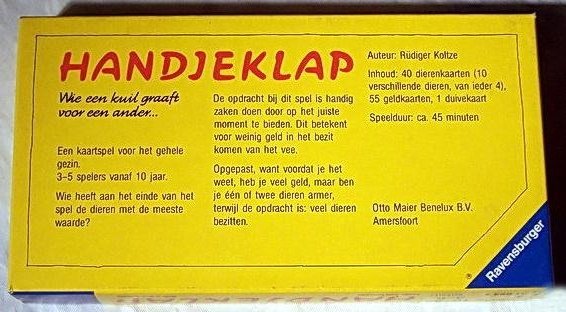 HANDJEKLAP
Wie een kuil graaft
voor een ander...
Een kaartspel voor het gehele
gezin.
3-5 spelers vanaf 10 jaar.
Wie heeft aan het einde van het
spel de dieren met de meeste
waarde?
De opdracht bij dit spel is handig
zaken doen door op het juiste
moment te bieden. Dit betekent
voor weinig geld in het bezit
komen van het vee.
Opgepast, want voordat je het
weet, heb je veel geld, maar ben
je één of twee dieren armer,
terwijl de opdracht is: veel dieren
bezitten.
Auteur: Rüdiger Koltze
Inhoud: 40 dierenkaarten (10
verschillende dieren, van ieder 4),
55 geldkaarten, 1 duivekaart
Speelduur: ca. 45 minuten
Otto Maier Benelux B.V.
Amersfoort
Ravensburger
®
HANDJEKLAP